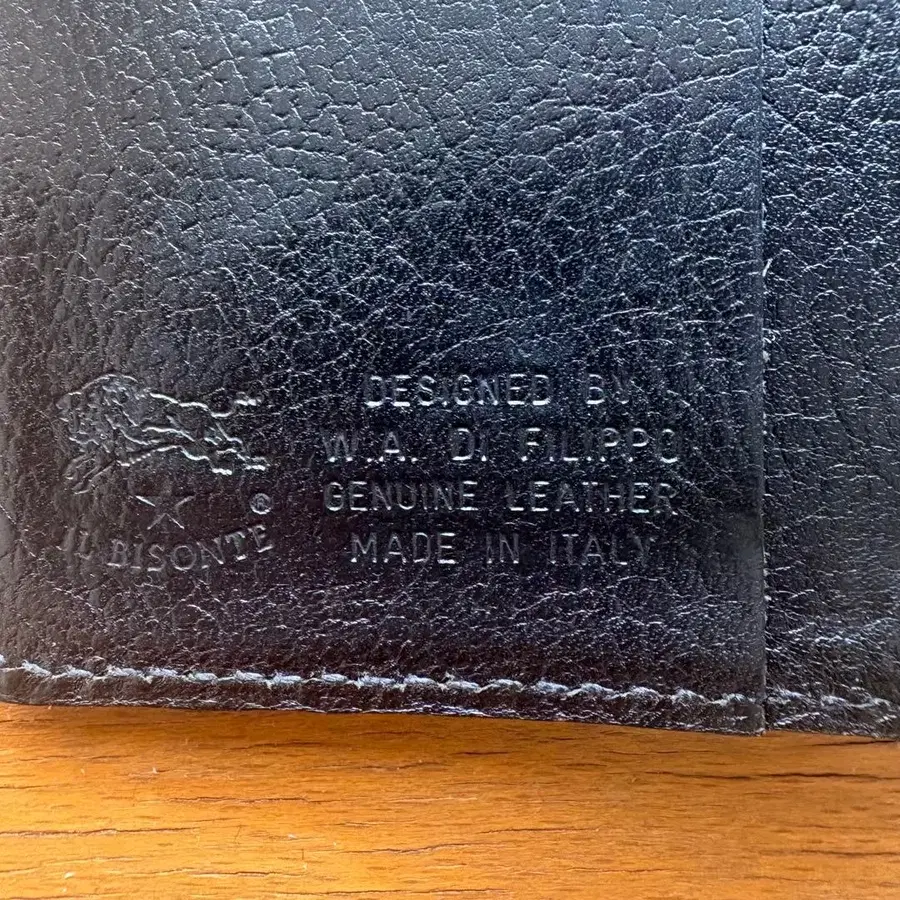 DESIGNED BY
W.A. DI FILIPPO
GENUINE LEATHER
MADE IN ITALY
®
IL BISONTE